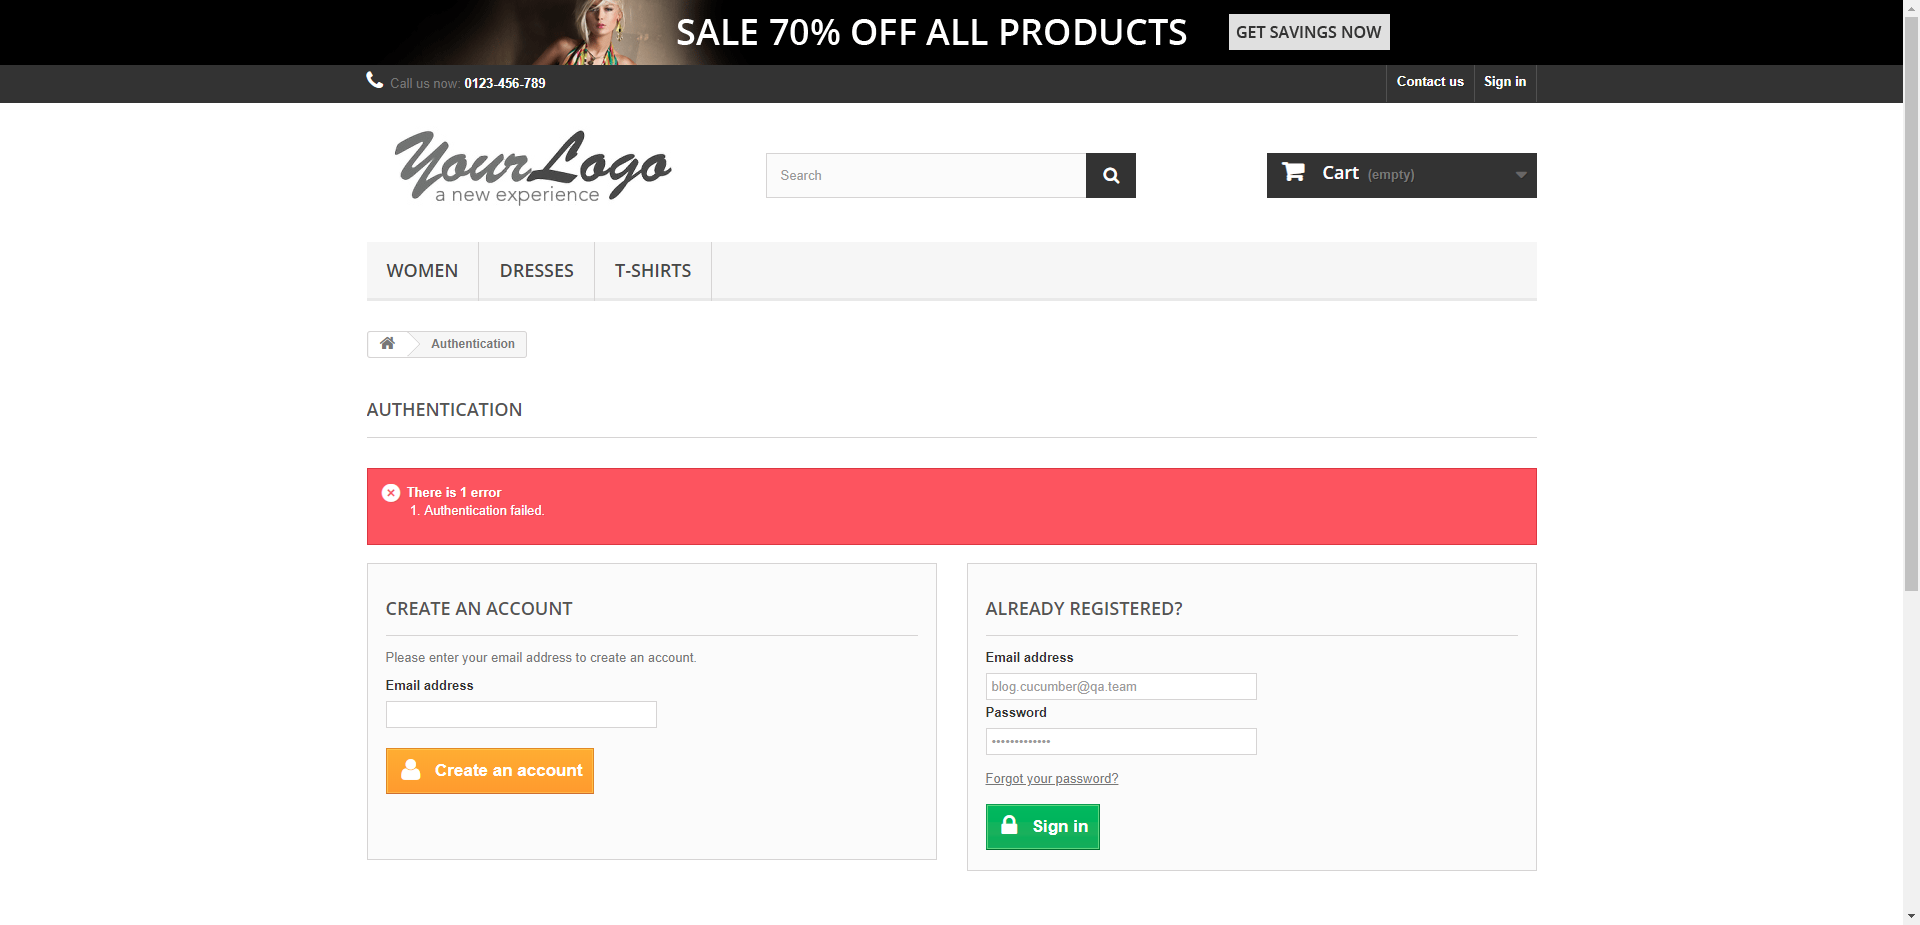 SALE 70% OFF ALL PRODUCTS GET SAVINGS NOW
Call us now: 0123-456-789 Contact us Sign in
Your Logo
a new experience
Search
Cart (empty)
WOMEN DRESSES T-SHIRTS
Authentication
AUTHENTICATION
There is 1 error
1. Authentication failed.
CREATE AN ACCOUNT
Please enter your email address to create an account.
Email address
Create an account
ALREADY REGISTERED?
Email address
blog.cucumber@qa.team
Password
•••••••••••••
Forgot your password?
Sign in